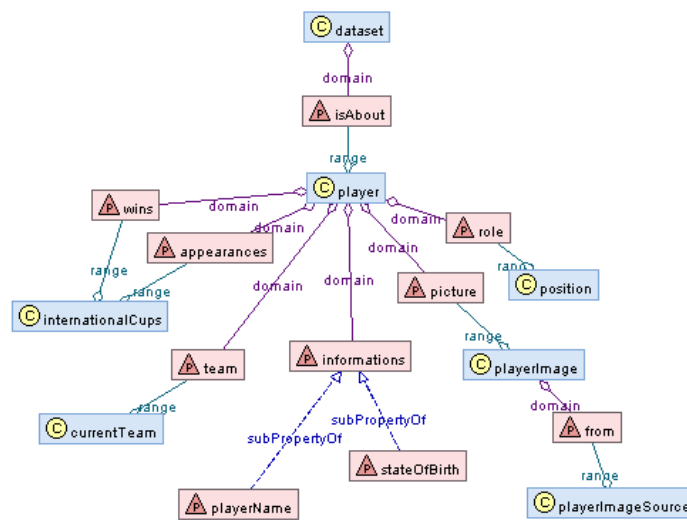 C dataset
domain
P isAbout
range
C player
P wins
domain
domain
domain
P role
P appearances
domain
range
C position
range
range
domain
domain
P picture
C internationalCups
range
P team
P informations
C playerImage
range
domain
C currentTeam
subPropertyOf
subPropertyOf
P from
P stateOfBirth
range
P playerName
C playerImageSource